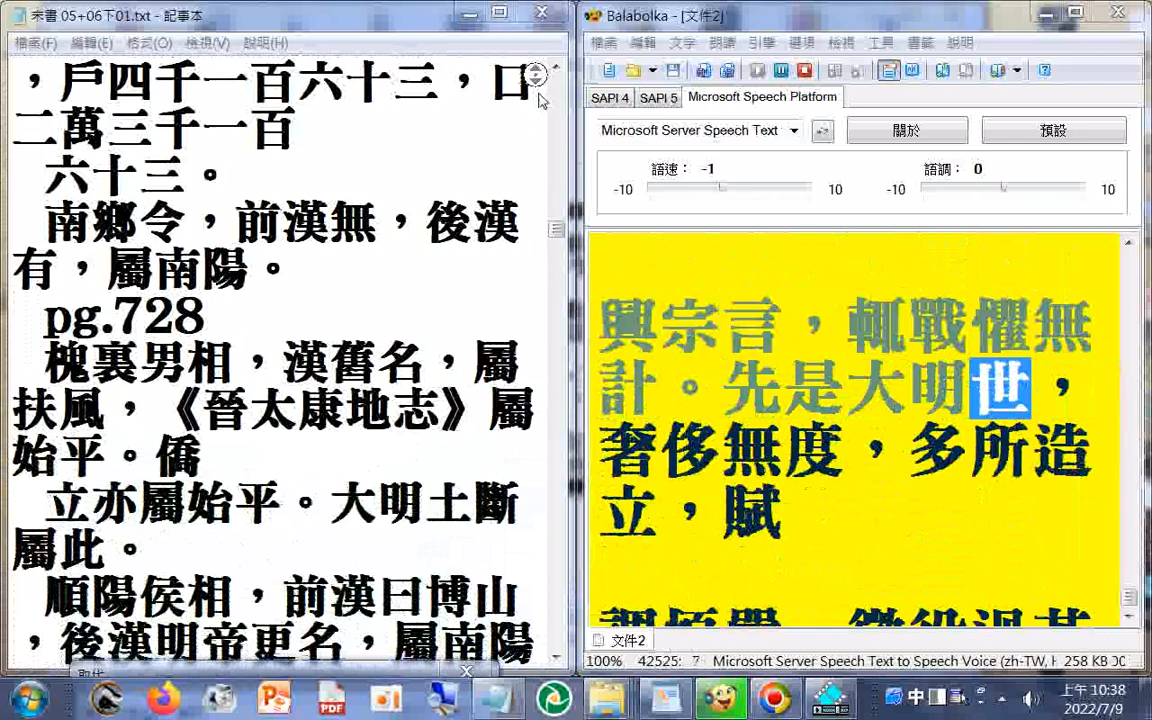 宋書 05+06下01.txt - 記事本
檔案(F) 編輯(E) 格式(O) 檢視(V) 說明(H)
，戶四千一百六十三，口
二萬三千一百
六十三。
南鄉令，前漢無，後漢
有，屬南陽。
pg.728
槐裏男相，漢舊名，屬
扶風，《晉太康地志》屬
始平。僑
立亦屬始平。大明土斷
屬此。
順陽侯相，前漢曰博山
，後漢明帝更名，屬南陽
Balabolka - [文件2]
檔案 編輯 文字 朗讀 引擎 選項 檢視 工具 書籤 說明
SAPI 4 SAPI 5 Microsoft Speech Platform
Microsoft Server Speech Text 關於 預設
語速： -1 語調： 0
-10 10 -10 10
興宗言，輒戰懼無
計。先是大明世，
奢侈無度，多所造
立，賦
調煩嚴，徵役過其
文件2
100% 42525: 7 Microsoft Server Speech Text to Speech Voice (zh-TW, 258 KB
中 上午 10:38
2022/7/9